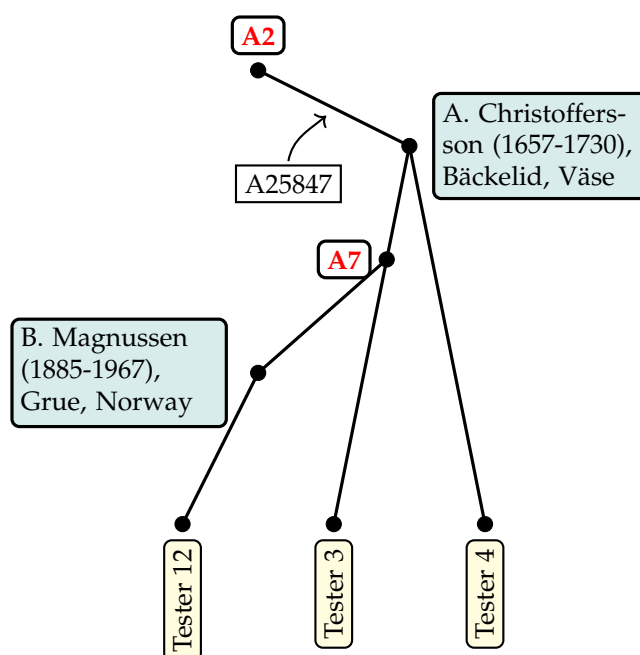 A2
A. Christoffers-
son (1657-1730),
Bäckelid, Väse
A25847
A7
B. Magnussen
(1885-1967),
Grue, Norway
Tester 12
Tester 3
Tester 4